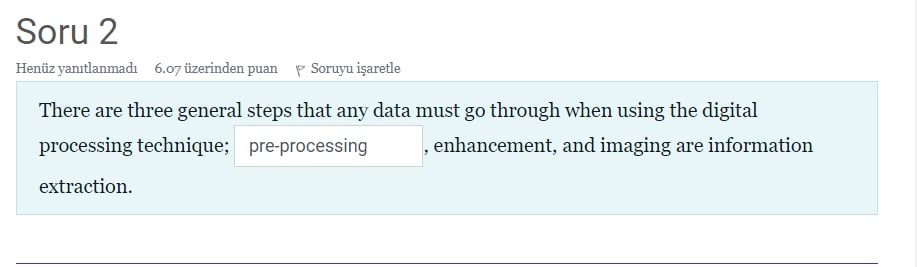 Soru 2
Henüz yanıtlanmadı 6.07 üzerinden puan Soruyu işaretle
There are three general steps that any data must go through when using the digital
processing technique; pre-processing , enhancement, and imaging are information
extraction.